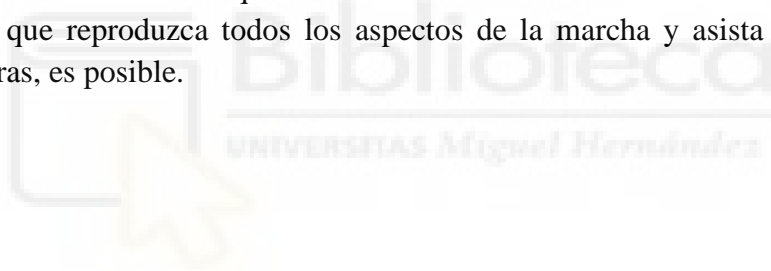 que reproduzca todos los aspectos de la marcha y asista
ras, es posible.
Biblioteca
UNIVERSITAS Miguel Hernández